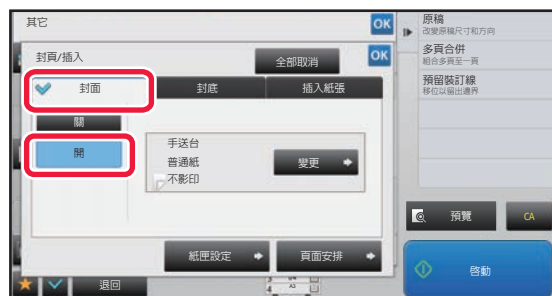 其它
OK
封頁/插入
全部取消
OK
封面
封底
插入紙張
關
開
手送台
普通紙
不影印
變更
紙匣設定
頁面安排
退回
原稿
改變原稿尺寸和方向
多頁合併
組合多頁至一頁
預留裝訂線
移位以留出邊界
預覽
CA
啓動
4
A3